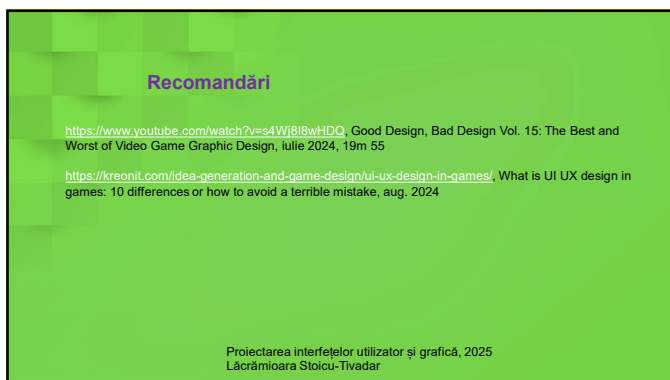 Recomandări
https://www.youtube.com/watch?v=s4Wj8I8wHDQ, Good Design, Bad Design Vol. 15: The Best and
Worst of Video Game Graphic Design, iulie 2024, 19m 55
https://kreonit.com/idea-generation-and-game-design/ui-ux-design-in-games/, What is UI UX design in
games: 10 differences or how to avoid a terrible mistake, aug. 2024
Proiectarea interfețelor utilizator și grafică, 2025
Lăcrămioara Stoicu-Tivadar